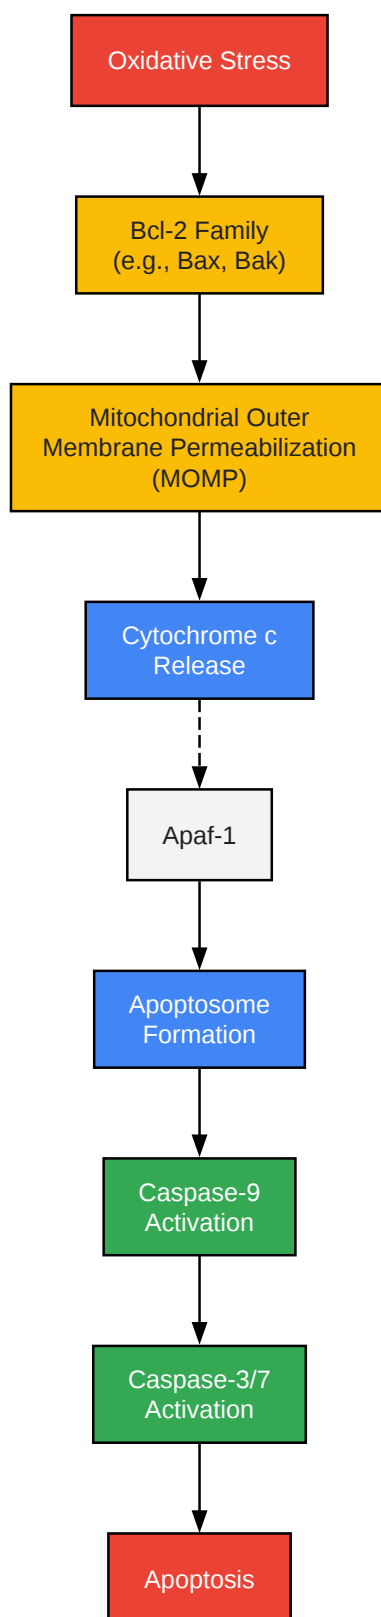 Oxidative Stress
Bcl-2 Family
(e.g., Bax, Bak)
Mitochondrial Outer
Membrane Permeabilization
(MOMP)
Cytochrome c
Release
Apaf-1
Apoptosome
Formation
Caspase-9
Activation
Caspase-3/7
Activation
Apoptosis